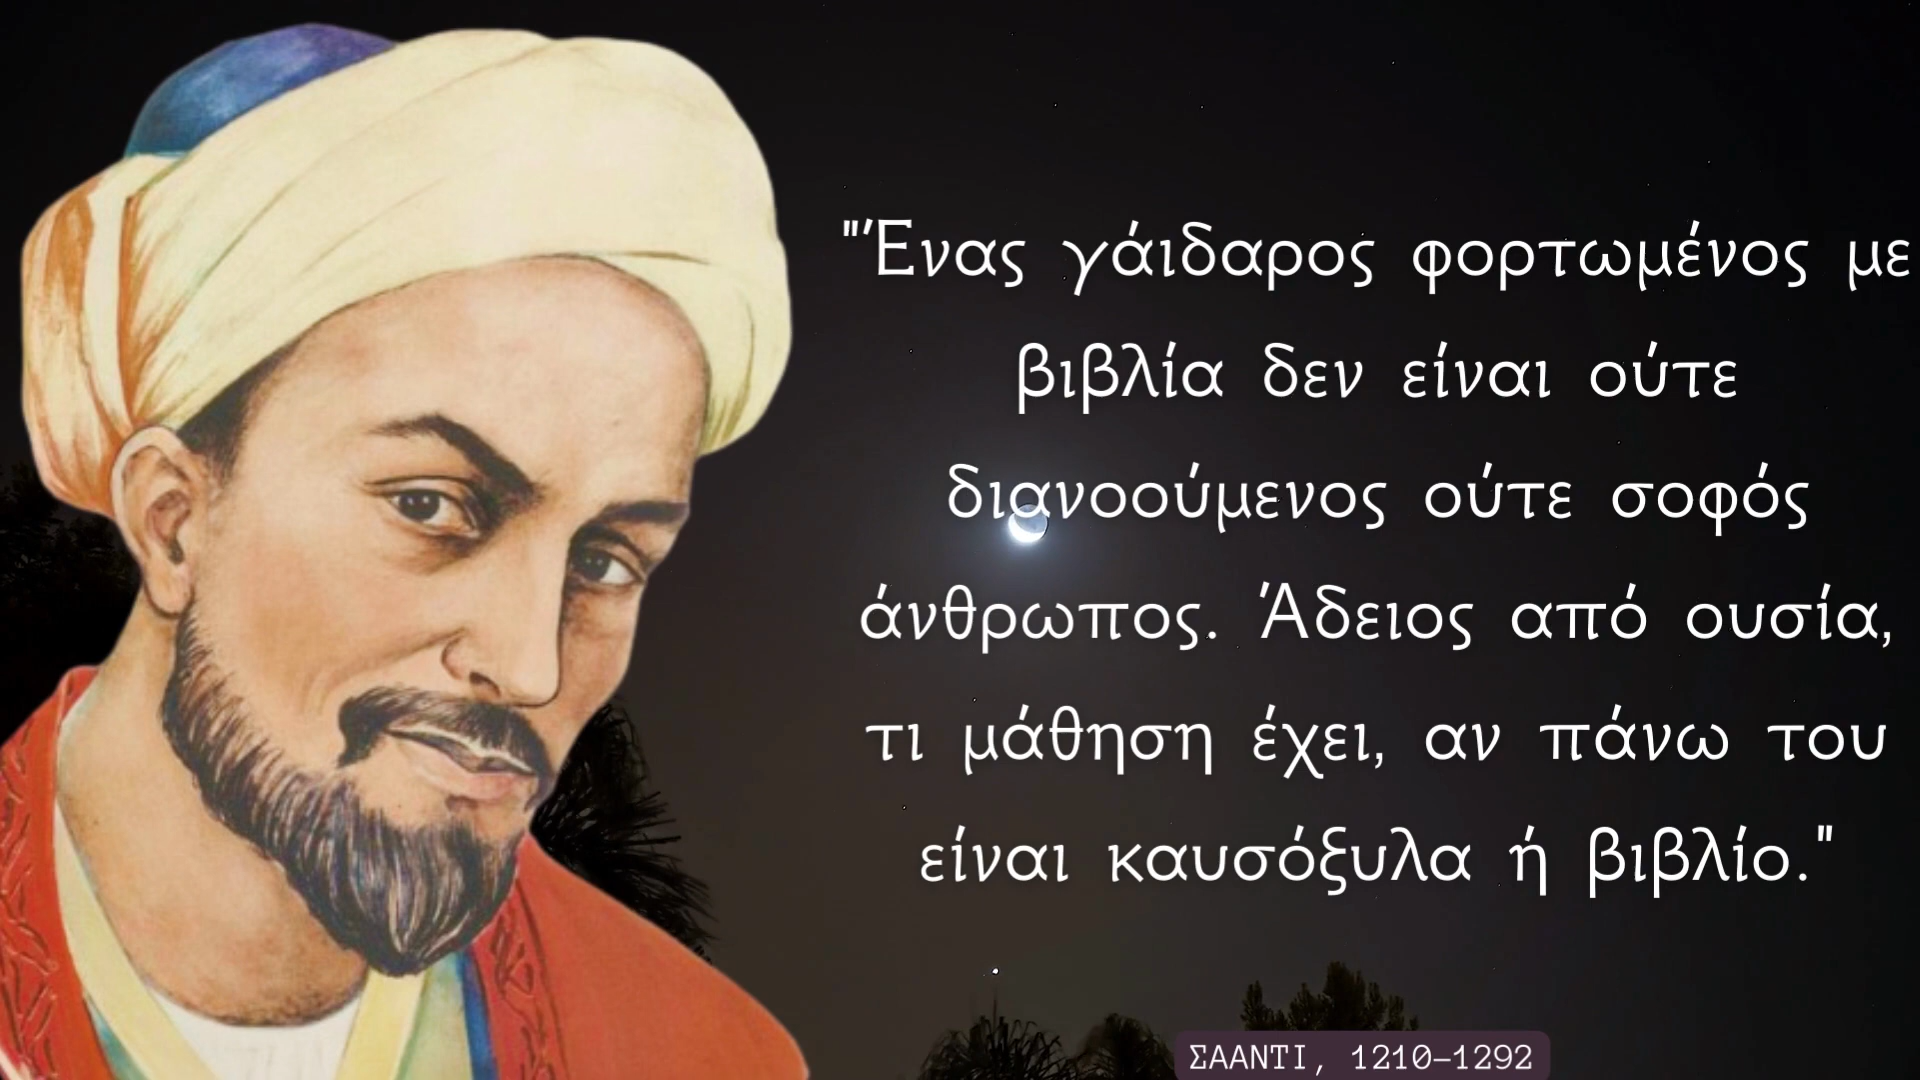 "Ένας γάιδαρος φορτωμένος με
βιβλία δεν είναι ούτε
διανοούμενος ούτε σοφός
άνθρωπος. Άδειος από ουσία,
τι μάθηση έχει, αν πάνω του
είναι καυσόξυλα ή βιβλίο."
ΣΑΑΝΤΙ, 1210–1292